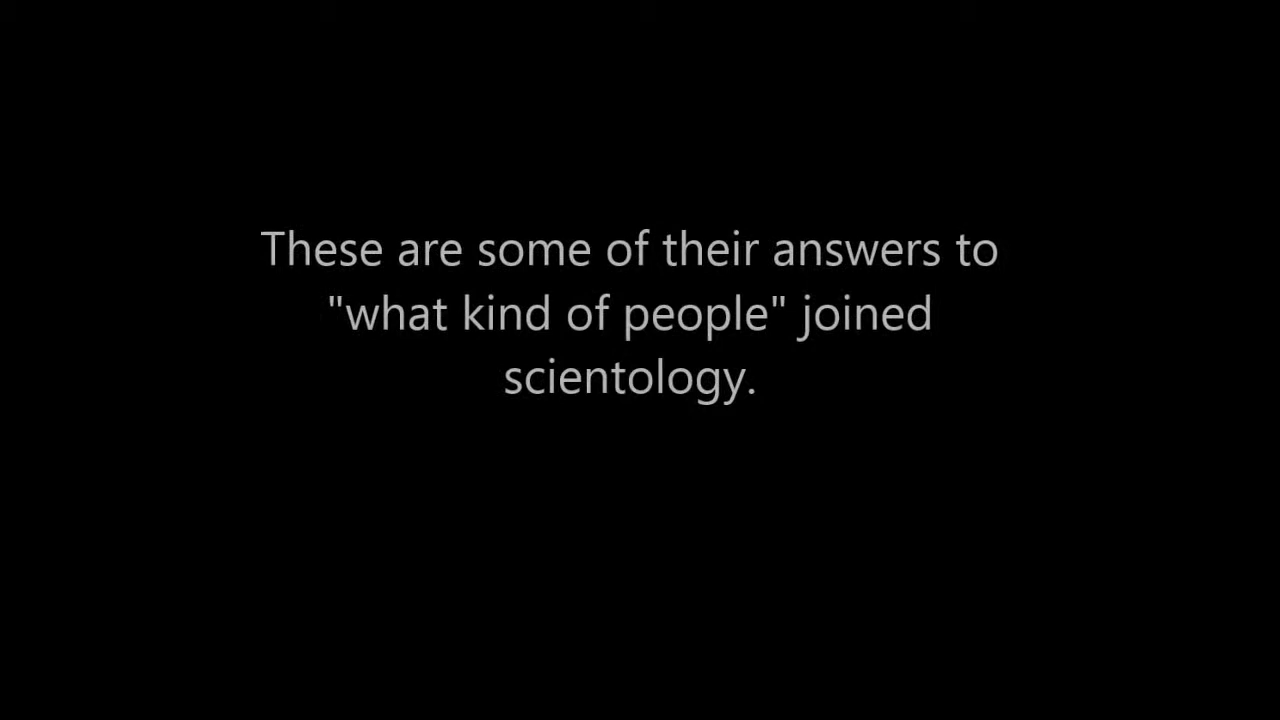 These are some of their answers to
"what kind of people" joined
scientology.